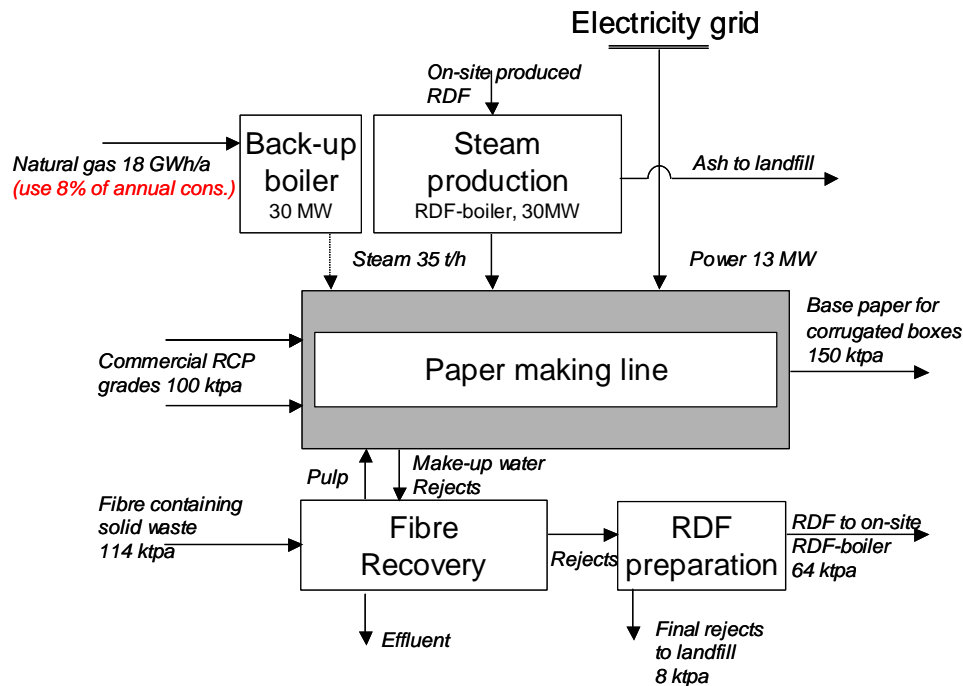 Electricity grid
On-site produced
RDF
Back-up
boiler
30 MW
Steam
production
RDF-boiler, 30MW
Natural gas 18 GWh/a
(use 8% of annual cons.)
Ash to landfill
Steam 35 t/h
Power 13 MW
Base paper for
corrugated boxes
150 ktpa
Commercial RCP
grades 100 ktpa
Paper making line
Pulp
Make-up water
Rejects
Fibre containing
solid waste
114 ktpa
Fibre
Recovery
Rejects
RDF
preparation
RDF to on-site
RDF-boiler
64 ktpa
Effluent
Final rejects
to landfill
8 ktpa